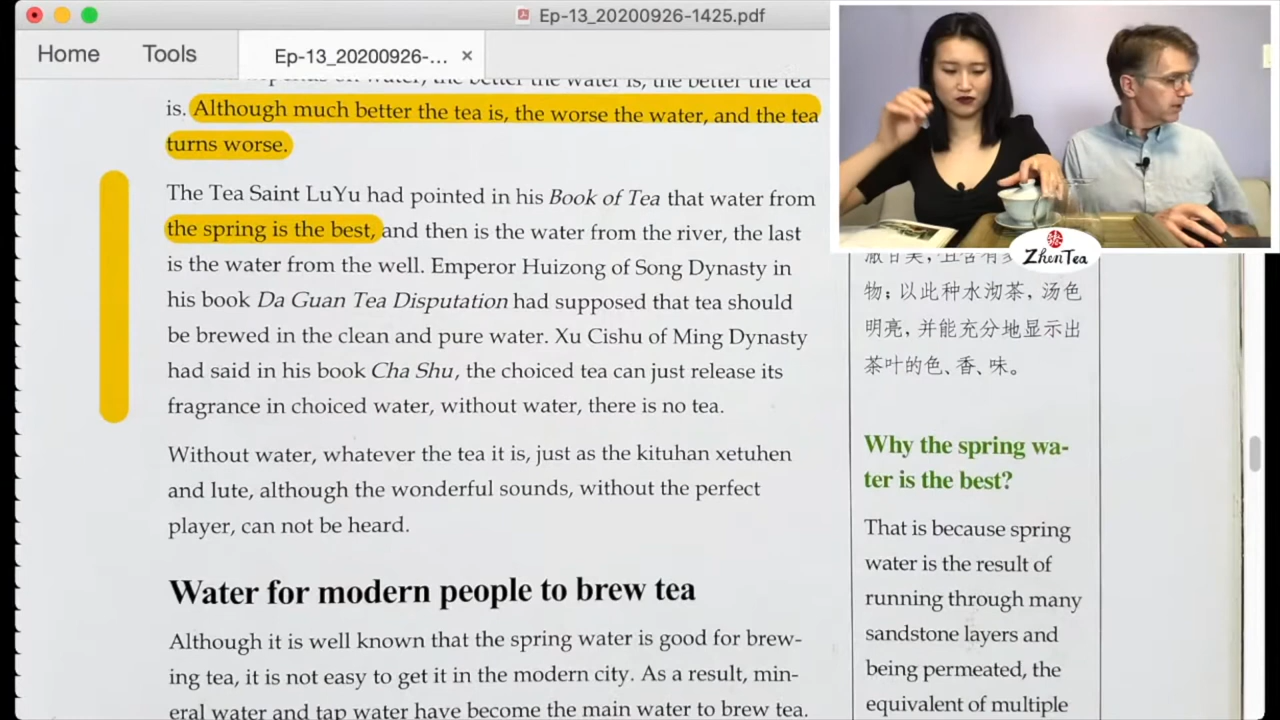 Ep-13_20200926-1425.pdf
Home
Tools
Ep-13_20200926-...
×
water, the better the water is, the better the tea
is. Although much better the tea is, the worse the water, and the tea
turns worse.
The Tea Saint LuYu had pointed in his Book of Tea that water from
the spring is the best, and then is the water from the river, the last
is the water from the well. Emperor Huizong of Song Dynasty in
his book Da Guan Tea Disputation had supposed that tea should
be brewed in the clean and pure water. Xu Cishu of Ming Dynasty
had said in his book Cha Shu, the choiced tea can just release its
fragrance in choiced water, without water, there is no tea.
Without water, whatever the tea it is, just as the kituhan xetuhen
and lute, although the wonderful sounds, without the perfect
player, can not be heard.
Water for modern people to brew tea
Although it is well known that the spring water is good for brew-
ing tea, it is not easy to get it in the modern city. As a result, min-
eral water and tap water have become the main water to brew tea.
ZhenTea
物；以此种水沏茶，汤色
明亮，并能充分地显示出
茶叶的色、香、味。
Why the spring wa-
ter is the best?
That is because spring
water is the result of
running through many
sandstone layers and
being permeated, the
equivalent of multiple